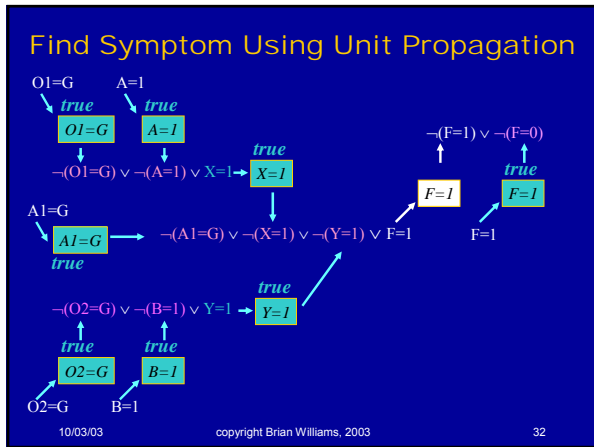 Find Symptom Using Unit Propagation
O1=G A=1
true true
O1=G A=1
¬(F=1) ∨ ¬(F=0)
true true
¬(O1=G) ∨ ¬(A=1) ∨ X=1 X=1
F=1 F=1
A1=G
¬(A1=G) ∨ ¬(X=1) ∨ ¬(Y=1) ∨ F=1 F=1
A1=G
true
true
¬(O2=G) ∨ ¬(B=1) ∨ Y=1 Y=1
true true
O2=G B=1
O2=G B=1
10/03/03 copyright Brian Williams, 2003 32